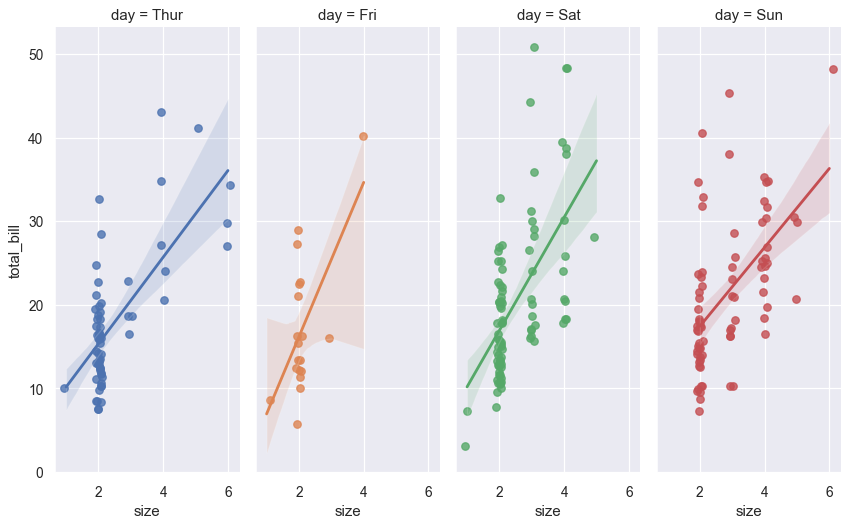 day = Thur
day = Fri
day = Sat
day = Sun
total_bill
50
40
30
20
10
0
2 4 6
2 4 6
2 4 6
2 4 6
size
size
size
size